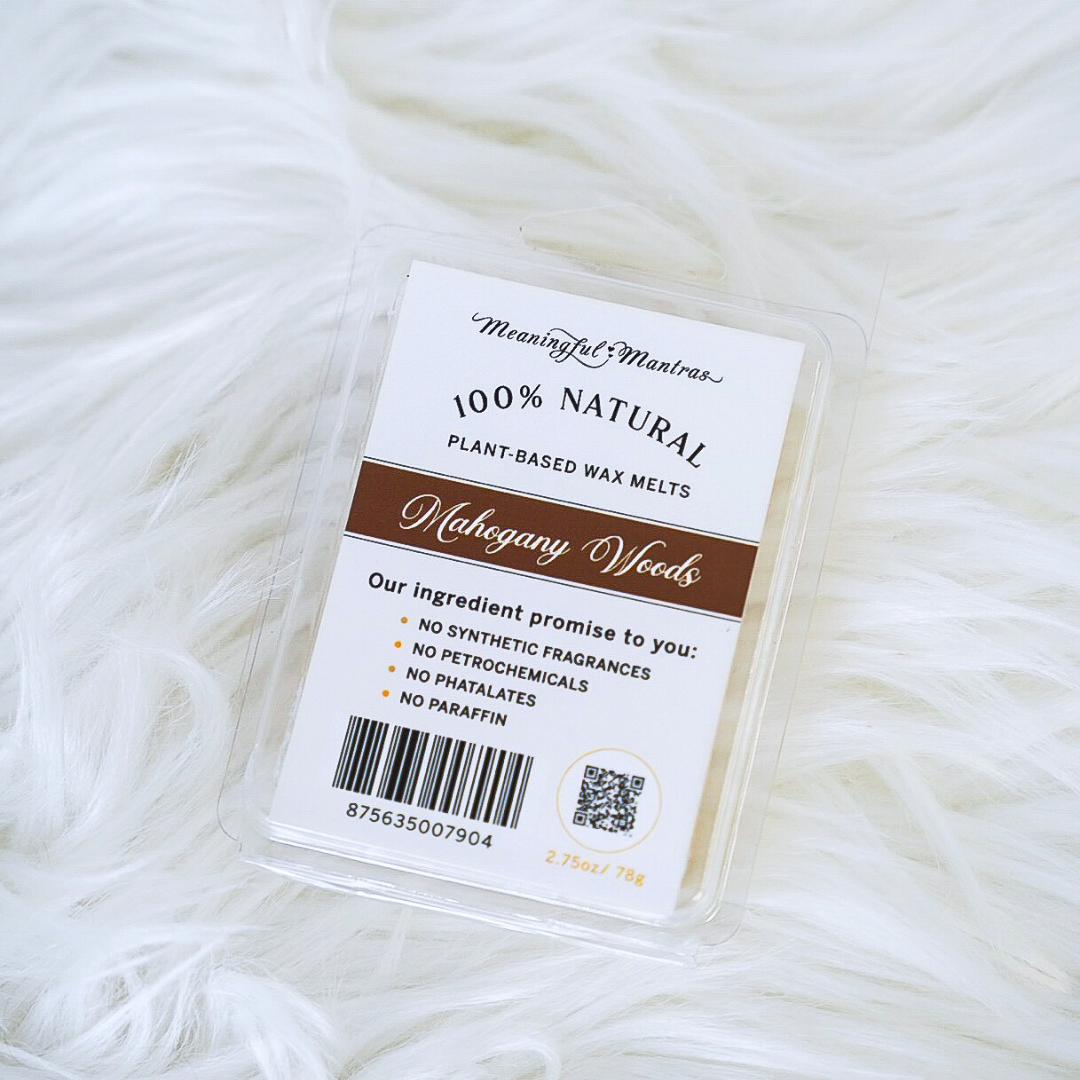 Meaningful Mantras
100% NATURAL
PLANT-BASED WAX MELTS
Mahogany Woods
Our ingredient promise to you:
• NO SYNTHETIC FRAGRANCES
• NO PETROCHEMICALS
• NO PHATALATES
• NO PARAFFIN
875635007904
2.75oz/ 78g